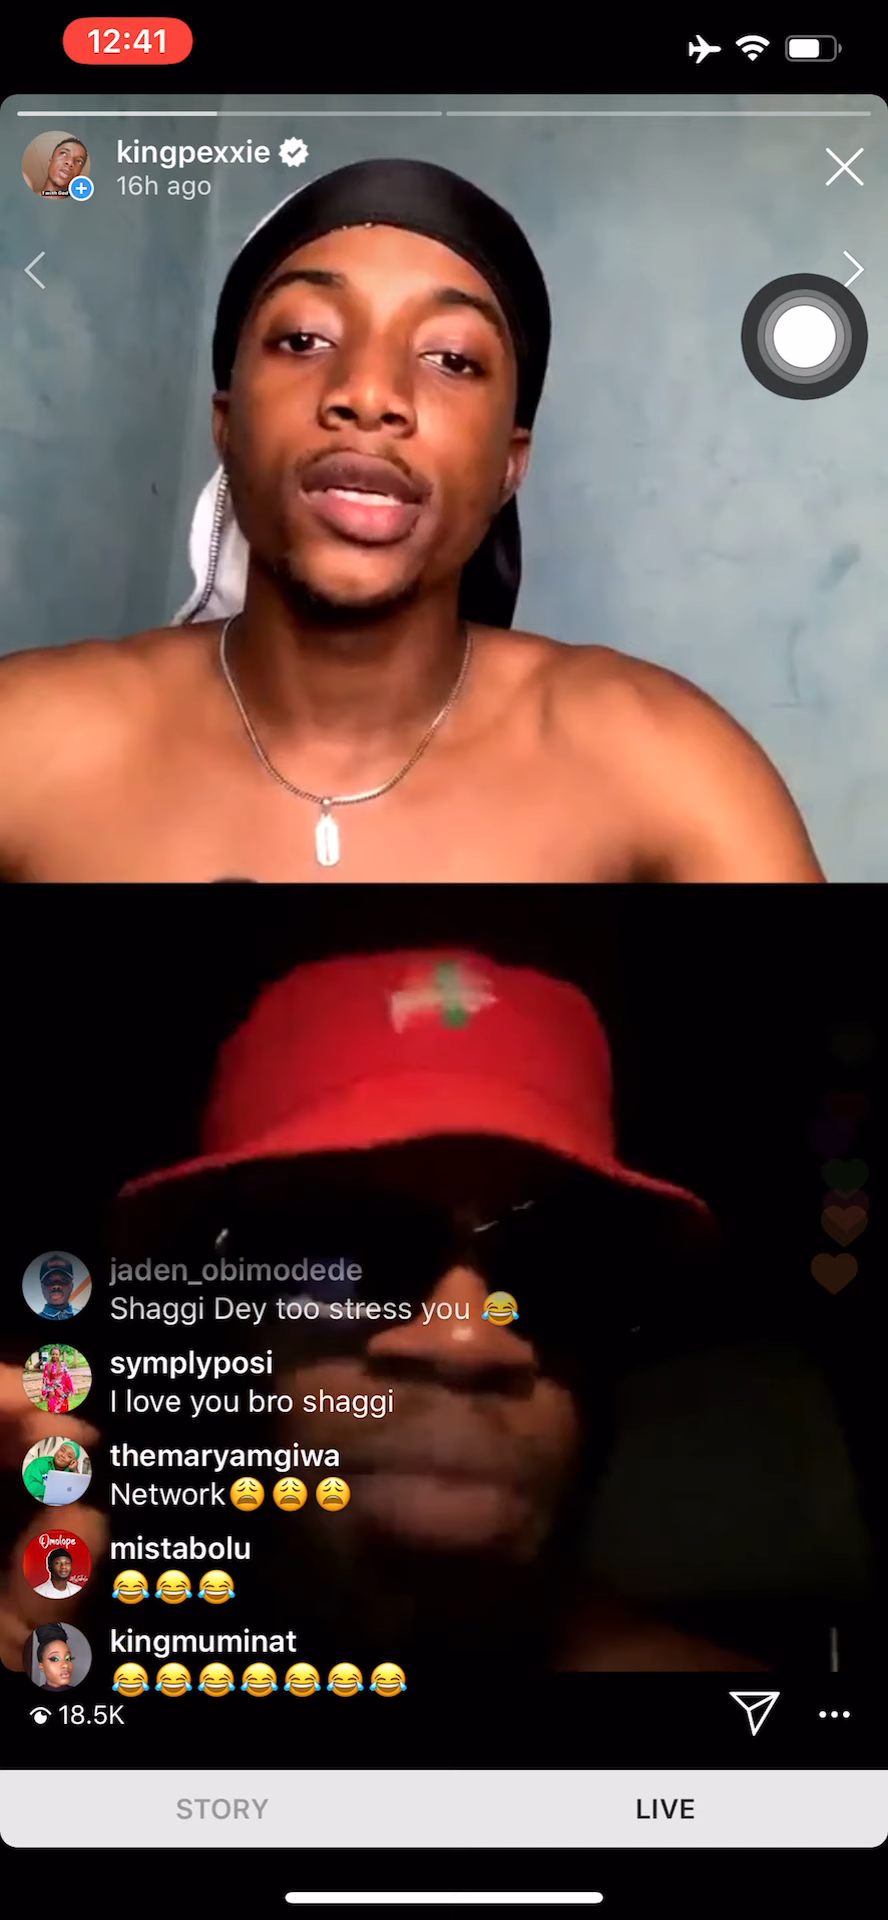 12:41
kingpexxie
16h ago
jaden_obimodede
Shaggi Dey too stress you 😂
symplyposi
I love you bro shaggi
themaryamgiwa
Network😩😩😩
Omolope
mistabolu
😂😂😂
kingmuminat
😂😂😂😂😂😂😂
18.5K
STORY
LIVE